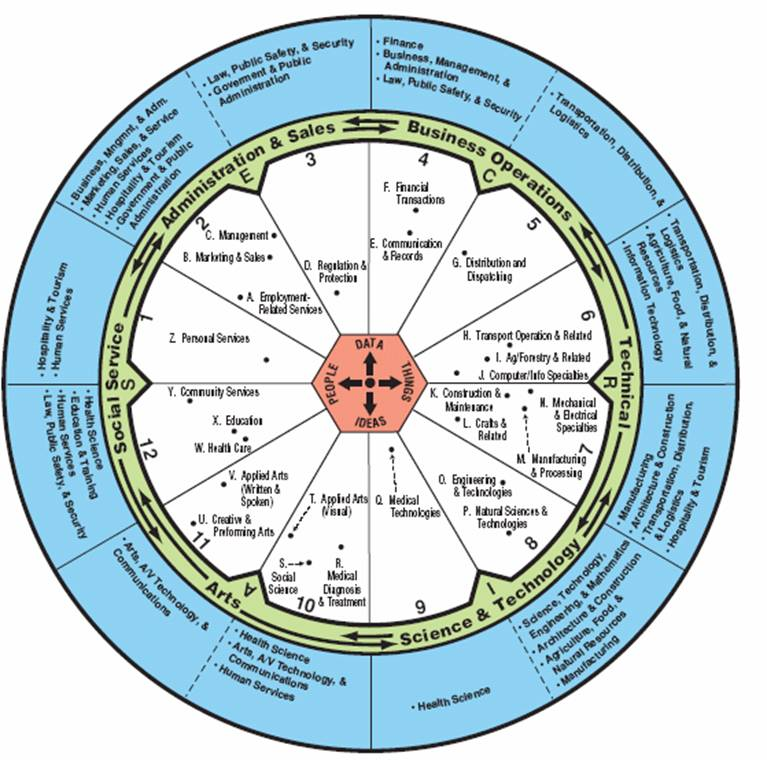 • Finance
• Business, Management, &
Administration
• Law, Public Safety, & Security
• Transportation, Distribution, &
Logistics
• Transportation, Distribution, &
Logistics
• Agriculture, Food, & Natural
Resources
• Information Technology
• Manufacturing
• Architecture & Construction
• Transportation, Distribution,
& Logistics
• Hospitality & Tourism
• Science, Technology,
Engineering, & Mathematics
• Architecture & Construction
• Agriculture, Food, &
Natural Resources
• Manufacturing
• Health Science
• Health Science
• Arts, A/V Technology, &
Communications
• Human Services
• Arts, A/V Technology, &
Communications
• Health Science
• Education & Training
• Human Services
• Law, Public Safety, & Security
• Hospitality & Tourism
• Human Services
• Business, Mngmnt, & Adm.
• Marketing, Sales, & Service
• Human Services
• Hospitality & Tourism
• Government & Public
Administration
• Law, Public Safety, & Security
• Goverment & Public
Administration
Administration & Sales
Business Operations
Technical
Science & Technology
Arts
Social Service
E
C
R
I
A
S
1
2
3
4
5
6
7
8
9
10
11
12
F. Financial
Transactions
E. Communication
& Records
G. Distribution and
Dispatching
H. Transport Operation & Related
I. Ag/Forestry & Related
J. Computer/Info Specialties
K. Construction &
Maintenance
L. Crafts &
Related
N. Mechanical
& Electrical
Specialties
M. Manufacturing
& Processing
O. Engineering
& Technologies
P. Natural Sciences &
Technologies
Q. Medical
Technologies
R.
Medical
Diagnosis
& Treatment
S.
Social
Science
T. Applied Arts
(Visual)
U. Creative &
Preforming Arts
V. Applied Arts
(Written &
Spoken)
W. Health Care
X. Education
Y. Community Services
Z. Personal Services
A. Employment-
Related Services
B. Marketing & Sales
C. Management
D. Regulation &
Protection
DATA
THINGS
IDEAS
PEOPLE